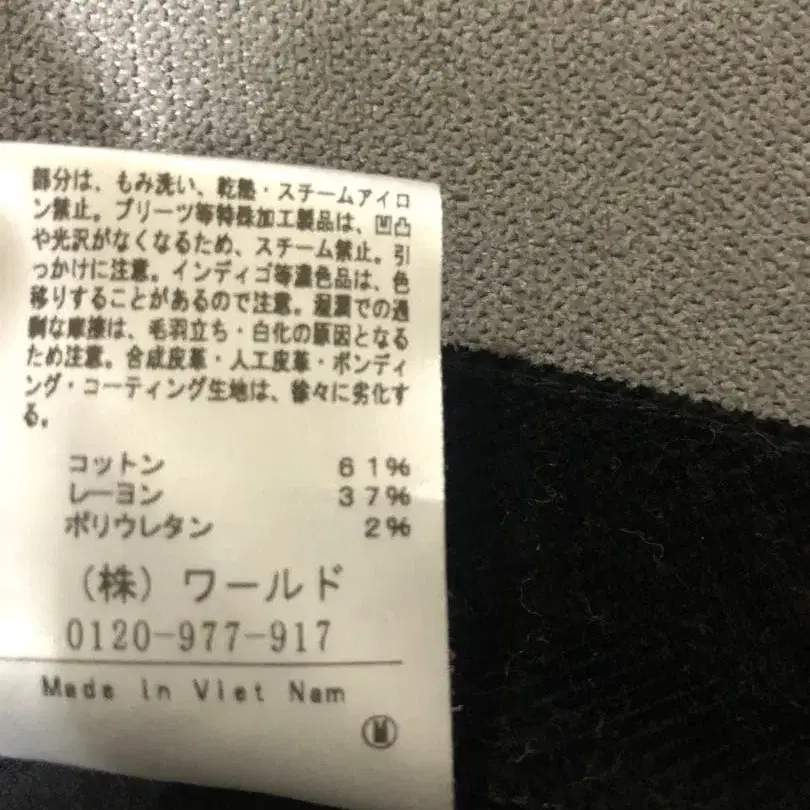 部分は、もみ洗い、乾熱・スチームアイロ
ン禁止。プリーツ等特殊加工製品は、凹凸
や光沢がなくなるため、スチーム禁止。引
っかけに注意。インディゴ等濃色品は、色
移りすることがあるので注意。湿潤での過
剰な摩擦は、毛羽立ち・白化の原因となる
ため注意。合成皮革・人工皮革・ボンディ
ング・コーティング生地は、徐々に劣化す
る。
コットン 61%
レーヨン 37%
ポリウレタン 2%
(株) ワールド
0120-977-917
Made in Viet Nam